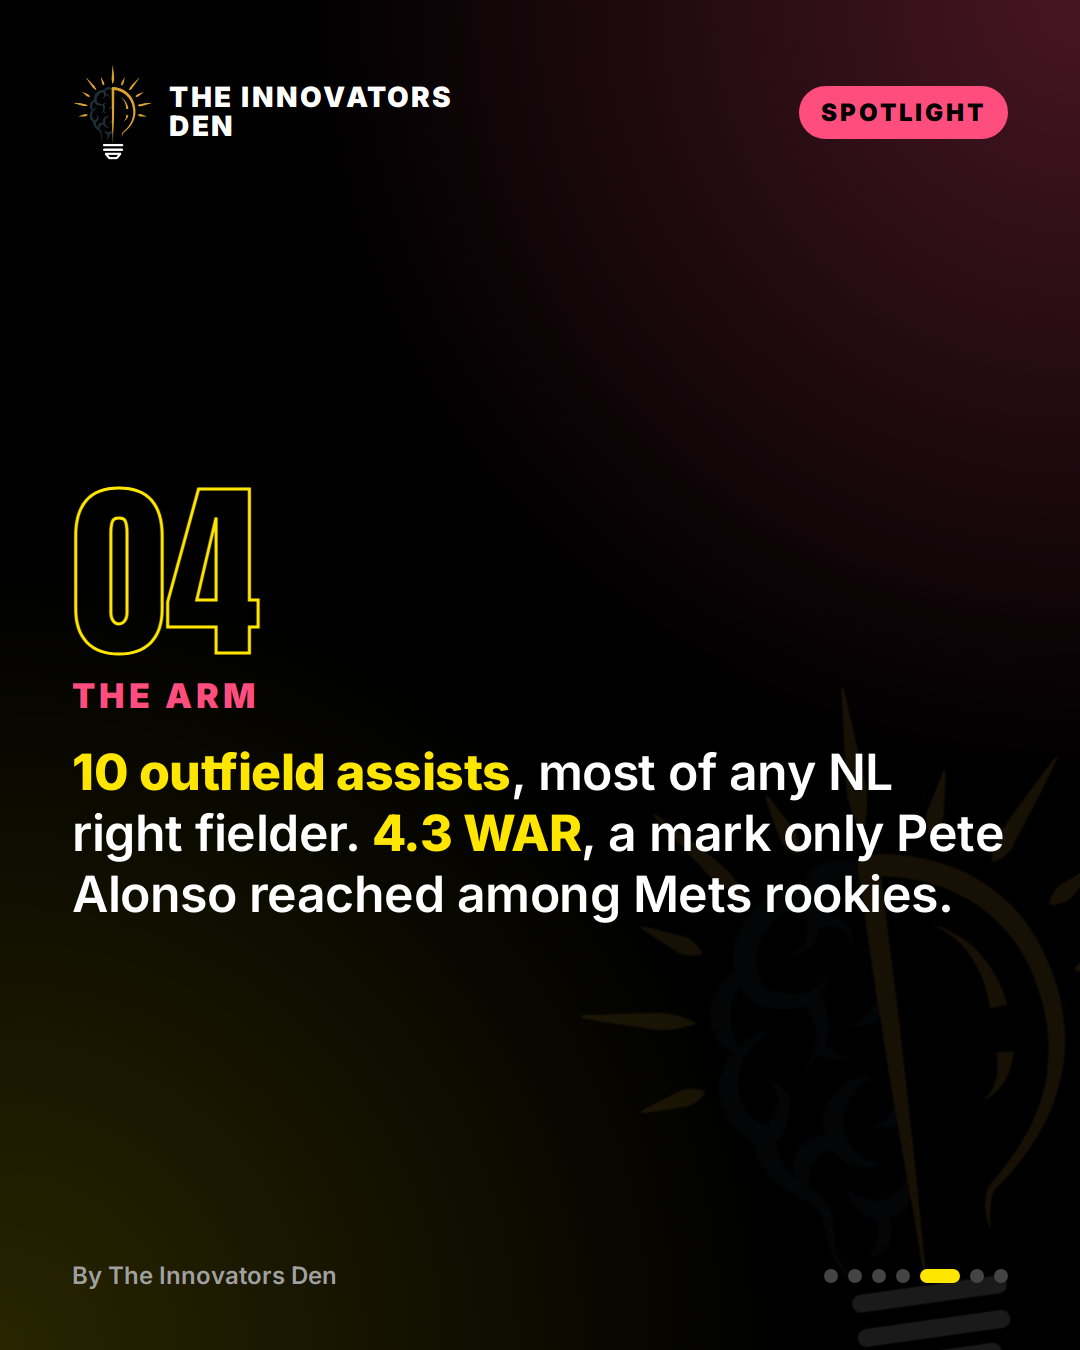 THE INNOVATORS
DEN
SPOTLIGHT
04
THE ARM
10 outfield assists, most of any NL
right fielder. 4.3 WAR, a mark only Pete
Alonso reached among Mets rookies.
By The Innovators Den